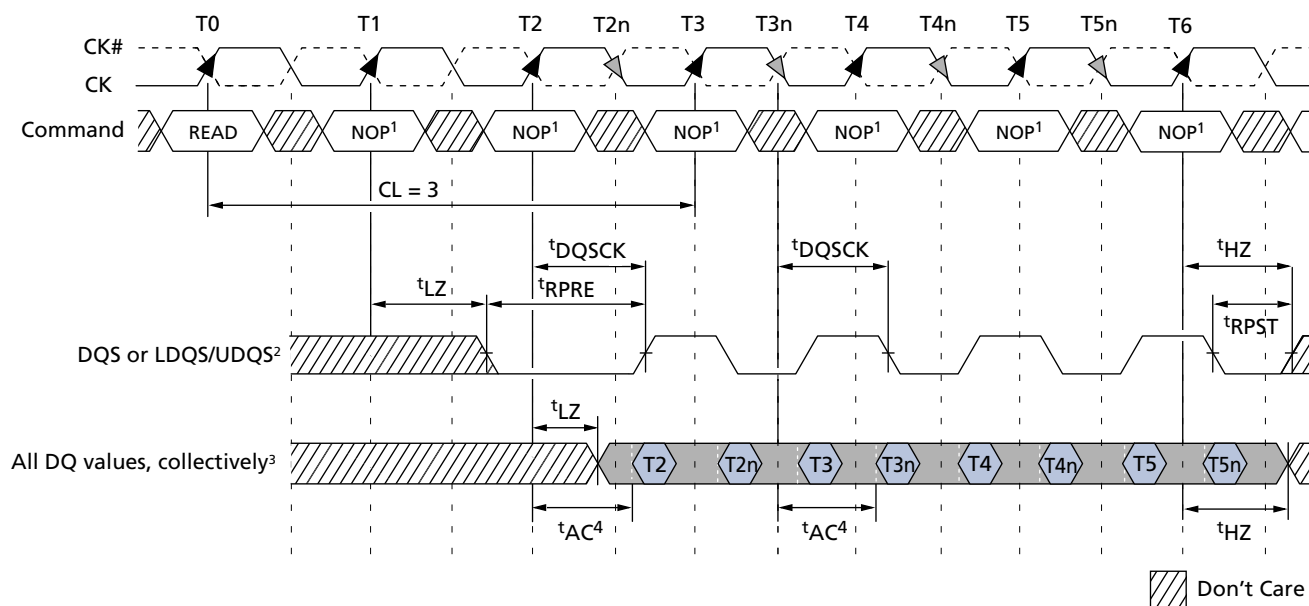 T0 T1 T2 T2n T3 T3n T4 T4n T5 T5n T6
CK#
CK
Command READ NOP¹ NOP¹ NOP¹ NOP¹ NOP¹ NOP¹
CL = 3
tDQSCK tDQSCK tHZ
tLZ tRPRE
tRPST
DQS or LDQS/UDQS²
tLZ
All DQ values, collectively³ T2 T2n T3 T3n T4 T4n T5 T5n
tAC⁴ tAC⁴ tHZ
Don't Care